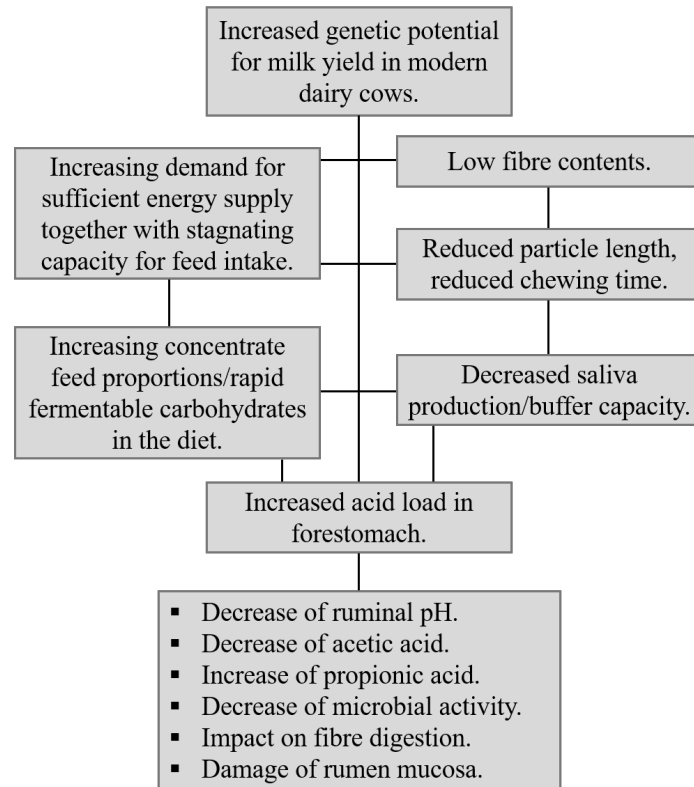 Increased genetic potential
for milk yield in modern
dairy cows.
Increasing demand for
sufficient energy supply
together with stagnating
capacity for feed intake.
Low fibre contents.
Reduced particle length,
reduced chewing time.
Increasing concentrate
feed proportions/rapid
fermentable carbohydrates
in the diet.
Decreased saliva
production/buffer capacity.
Increased acid load in
forestomach.
▪ Decrease of ruminal pH.
▪ Decrease of acetic acid.
▪ Increase of propionic acid.
▪ Decrease of microbial activity.
▪ Impact on fibre digestion.
▪ Damage of rumen mucosa.